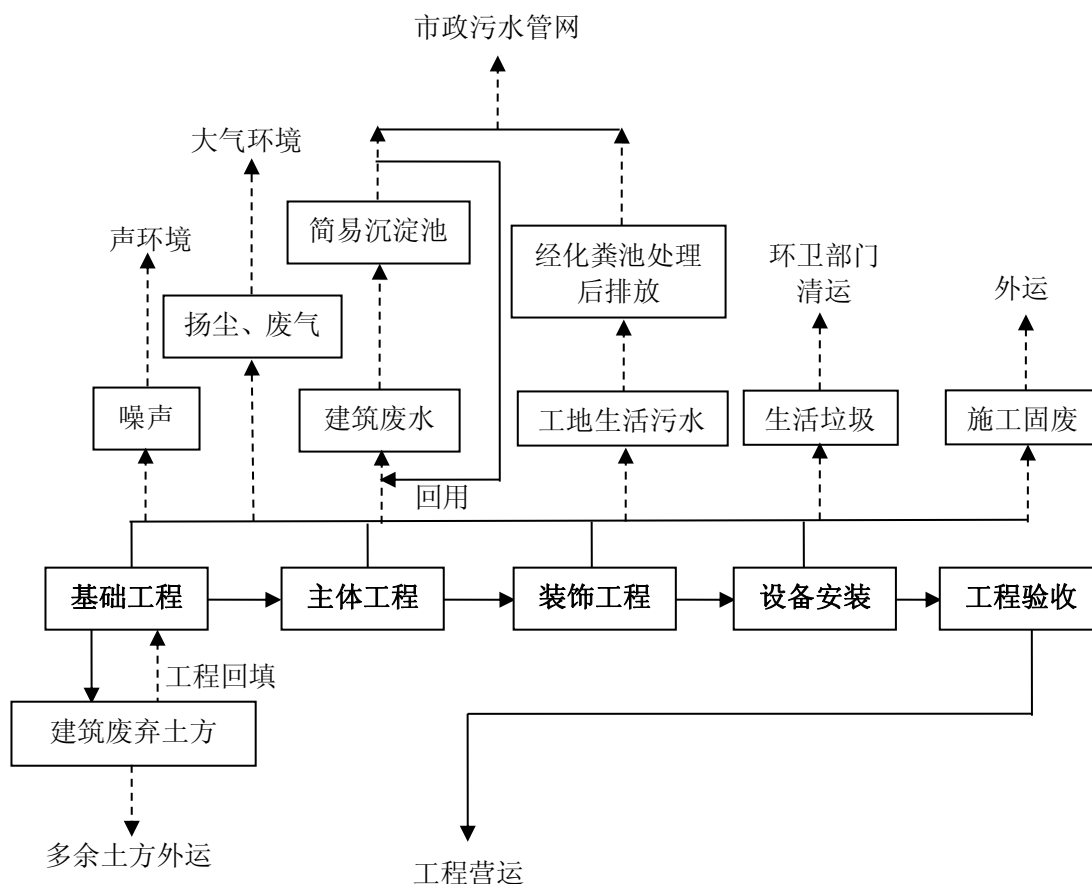 市政污水管网
大气环境
简易沉淀池
声环境
经化粪池处理
后排放
环卫部门
清运
外运
扬尘、废气
噪声
建筑废水
工地生活污水
生活垃圾
施工固废
回用
基础工程
主体工程
装饰工程
设备安装
工程验收
工程回填
建筑废弃土方
多余土方外运
工程营运